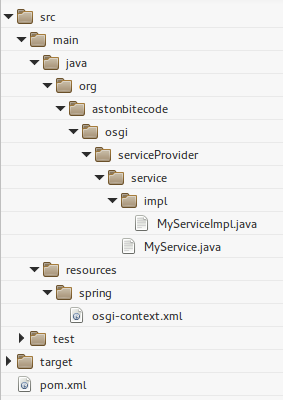 src
main
java
org
astonbitecode
osgi
serviceProvider
service
impl
MyServiceImpl.java
MyService.java
resources
spring
osgi-context.xml
test
target
pom.xml